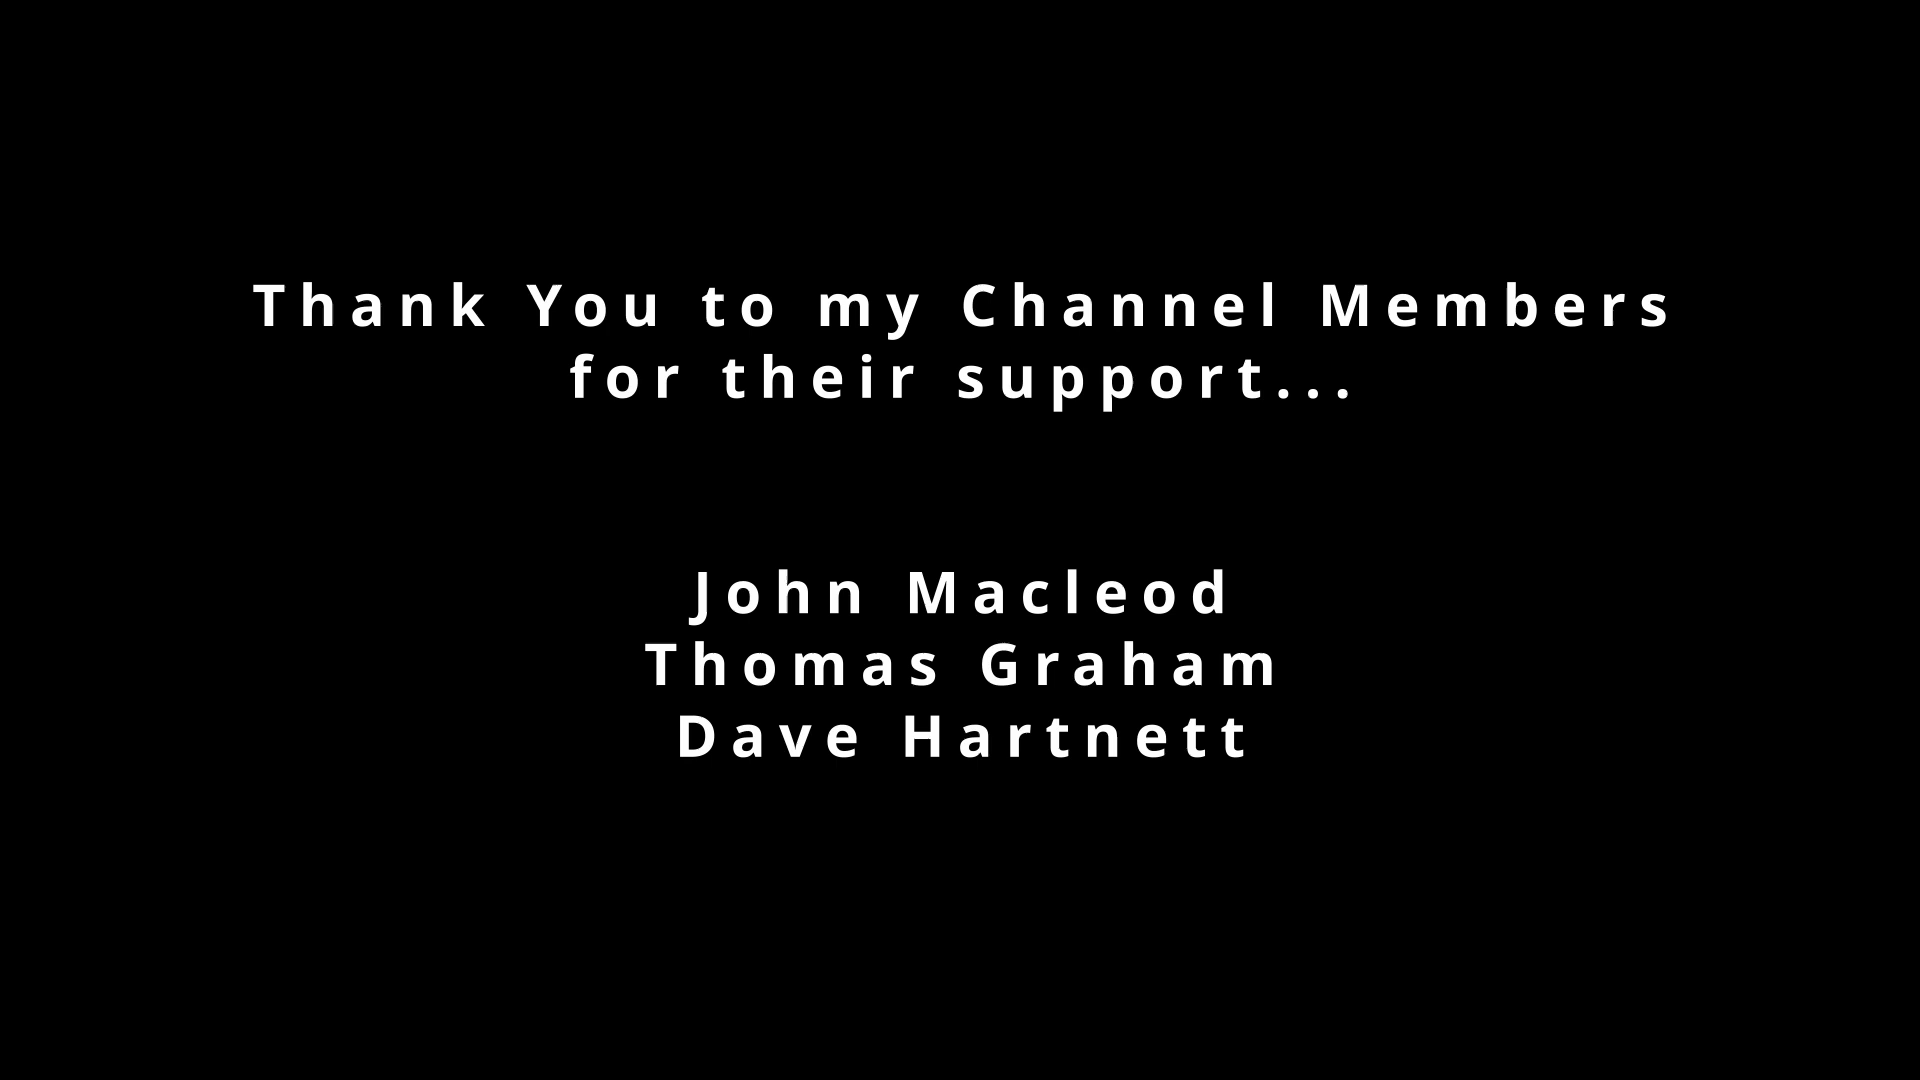 Thank You to my Channel Members
for their support...
John Macleod
Thomas Graham
Dave Hartnett